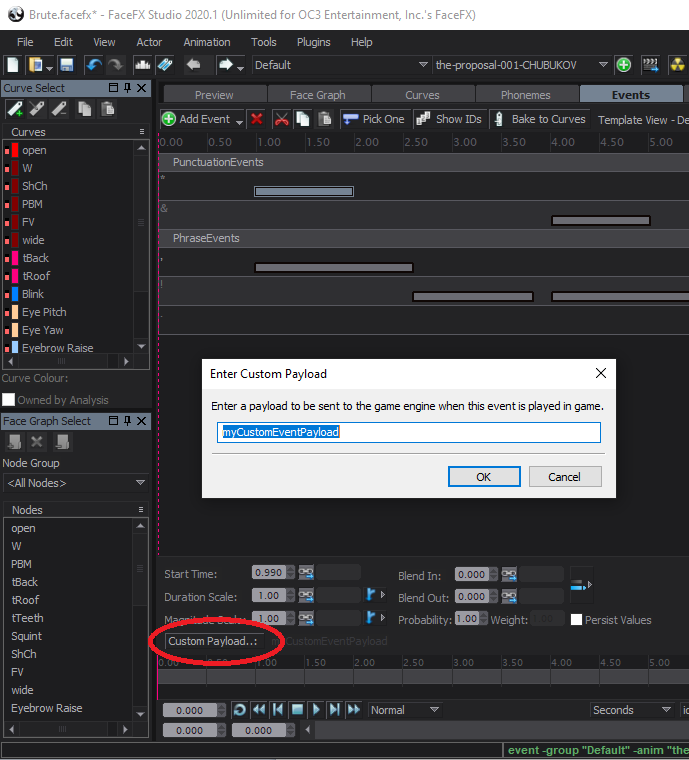 Brute.facefx* - FaceFX Studio 2020.1 (Unlimited for OC3 Entertainment, Inc.'s FaceFX)
File Edit View Actor Animation Tools Plugins Help
Default the-proposal-001-CHUBUKOV
Curve Select
Curves
open
W
ShCh
PBM
FV
wide
tBack
tRoof
Blink
Eye Pitch
Eye Yaw
Eyebrow Raise
Curve Colour:
Owned by Analysis
Face Graph Select
Node Group
<All Nodes>
Nodes
open
W
PBM
tBack
tRoof
tTeeth
Squint
ShCh
FV
wide
Eyebrow Raise
Preview Face Graph Curves Phonemes Events
Add Event Pick One Show IDs Bake to Curves Template View - De
0.00 0.50 1.00 1.50 2.00 2.50 3.00 3.50 4.00 4.50 5.00
PunctuationEvents
*
&
PhraseEvents
,
!
.
Enter Custom Payload
Enter a payload to be sent to the game engine when this event is played in game.
myCustomEventPayload
OK Cancel
Start Time: 0.990 Blend In: 0.000
Duration Scale: 1.00 Blend Out: 0.000
Magnitude Scale: 1.00 Probability: 1.00 Weight: 1.00 Persist Values
Custom Payload..: myCustomEventPayload
0.00 0.50 1.00 1.50 2.00 2.50 3.00 3.50 4.00 4.50 5.00
0.000 Normal Seconds
0.000 0.000
event -group "Default" -anim "the